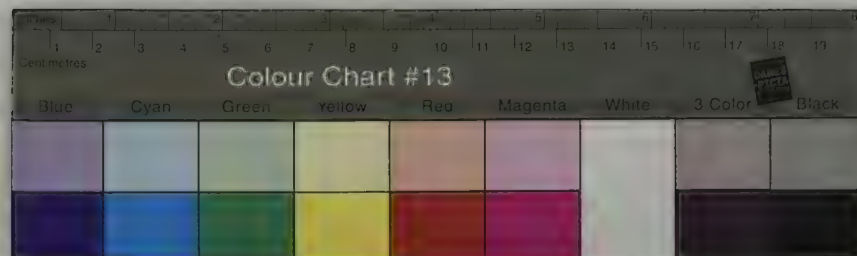 Inches 1 2 3 4 5 6 7 8
1 2 3 4 5 6 7 8 9 10 11 12 13 14 15 16 17 18 19
Centimetres
Colour Chart #13
Blue Cyan Green Yellow Red Magenta White 3 Color Black